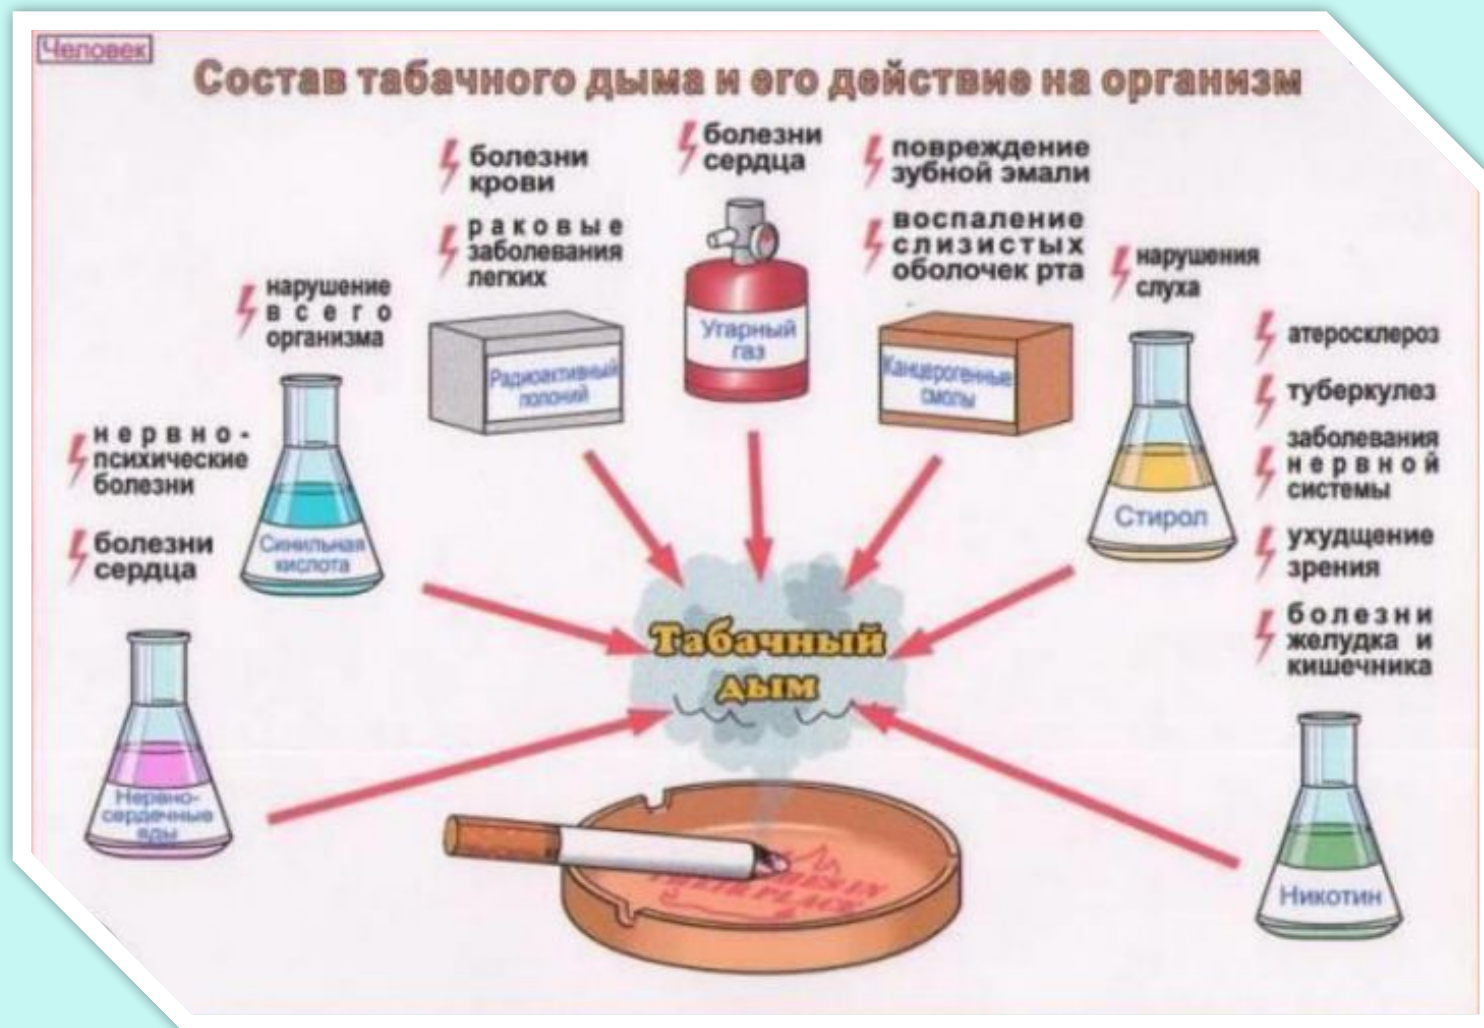 Человек
Состав табачного дыма и его действие на организм
нервно-
психические
болезни
болезни
сердца
Нервно-
сердечные
яды
нарушение
всего
организма
Синильная
кислота
болезни
крови
раковые
заболевания
легких
Радиоактивный
полоний
болезни
сердца
Угарный
газ
повреждение
зубной эмали
воспаление
слизистых
оболочек рта
Канцерогенные
смолы
нарушения
слуха
Стирол
атеросклероз
туберкулез
заболевания
нервной
системы
ухудщение
зрения
болезни
желудка и
кишечника
Никотин
Табачный
дым
PLACE